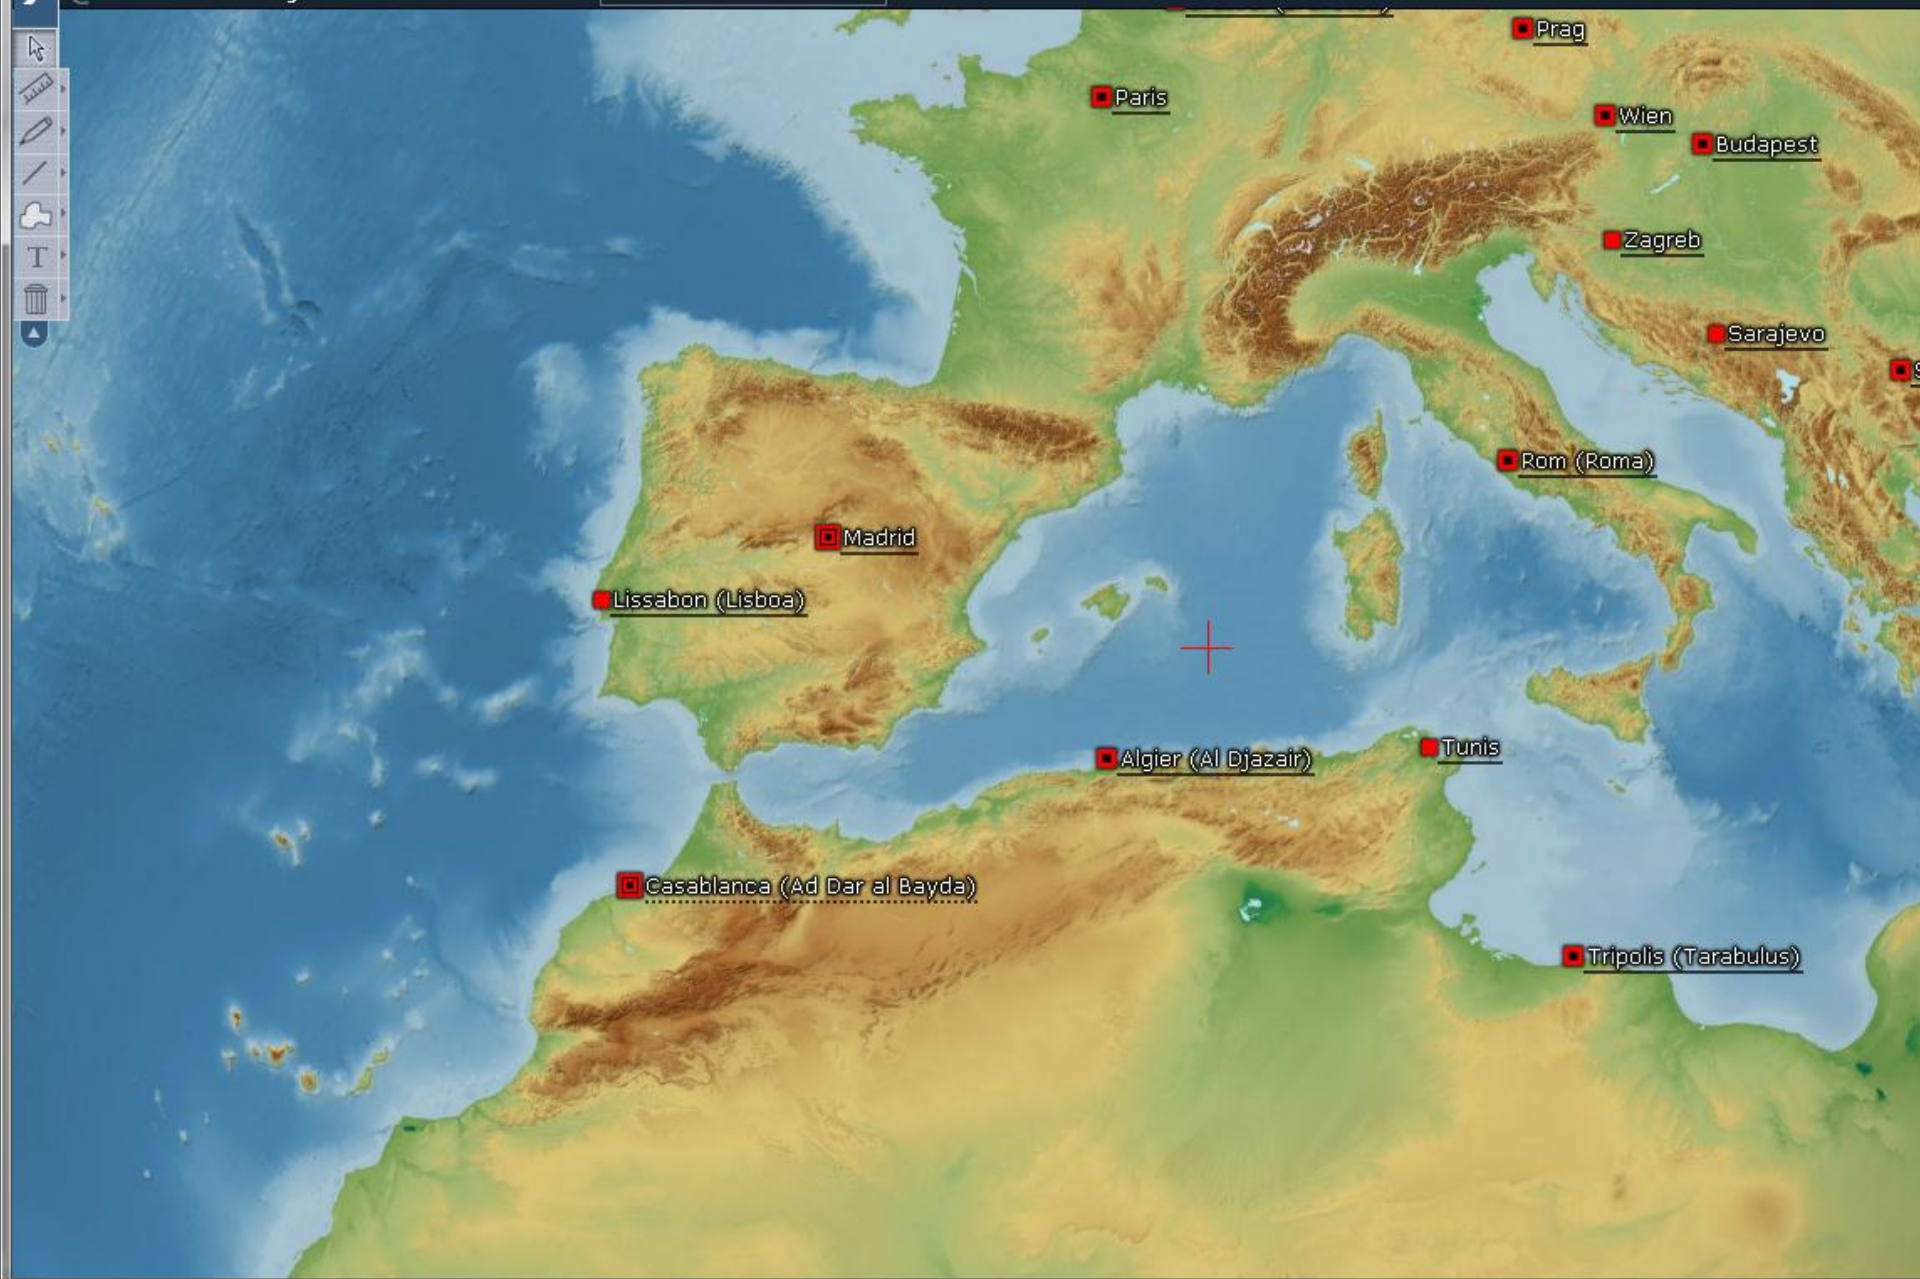 Prag
Paris
Wien
Budapest
Zagreb
Sarajevo
Rom (Roma)
Madrid
Lissabon (Lisboa)
Tunis
Algier (Al Djazair)
Casablanca (Ad Dar al Bayda)
Tripolis (Tarabulus)
T